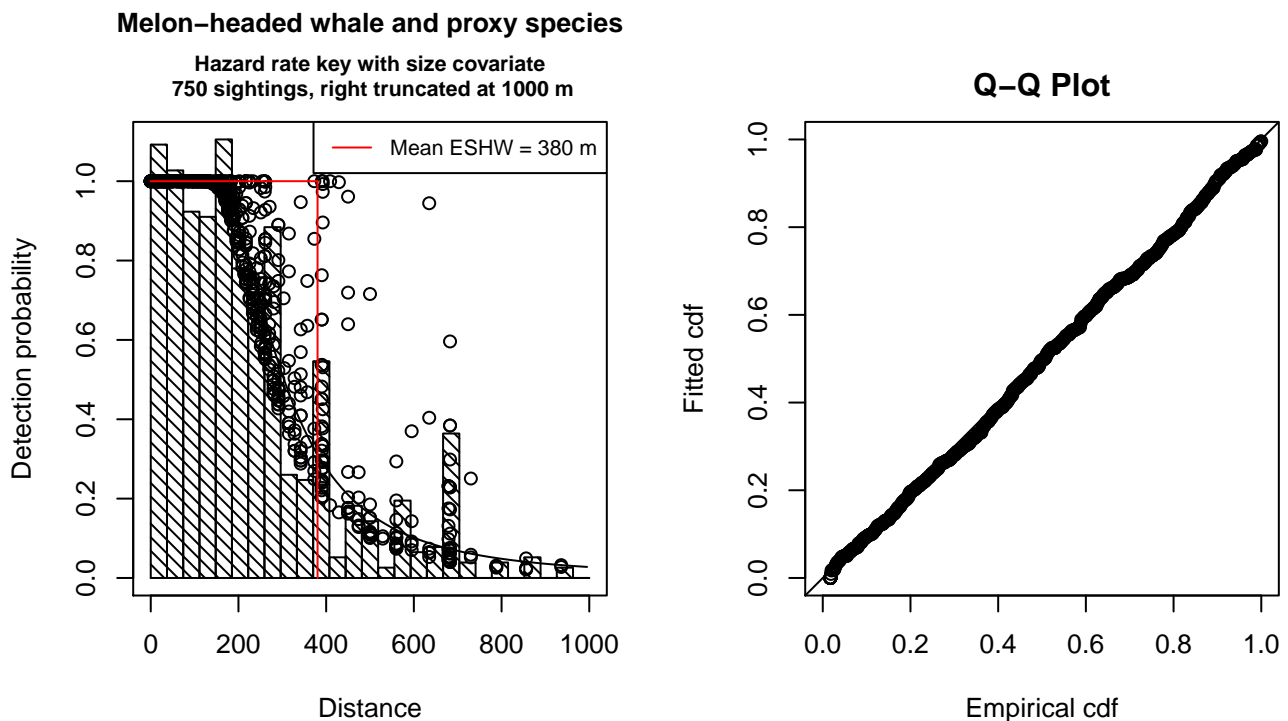 Melon−headed whale and proxy species
Hazard rate key with size covariate
750 sightings, right truncated at 1000 m
Mean ESHW = 380 m
Detection probability
0.0 0.2 0.4 0.6 0.8 1.0
0 200 400 600 800 1000
Distance
Q−Q Plot
Fitted cdf
0.0 0.2 0.4 0.6 0.8 1.0
0.0 0.2 0.4 0.6 0.8 1.0
Empirical cdf